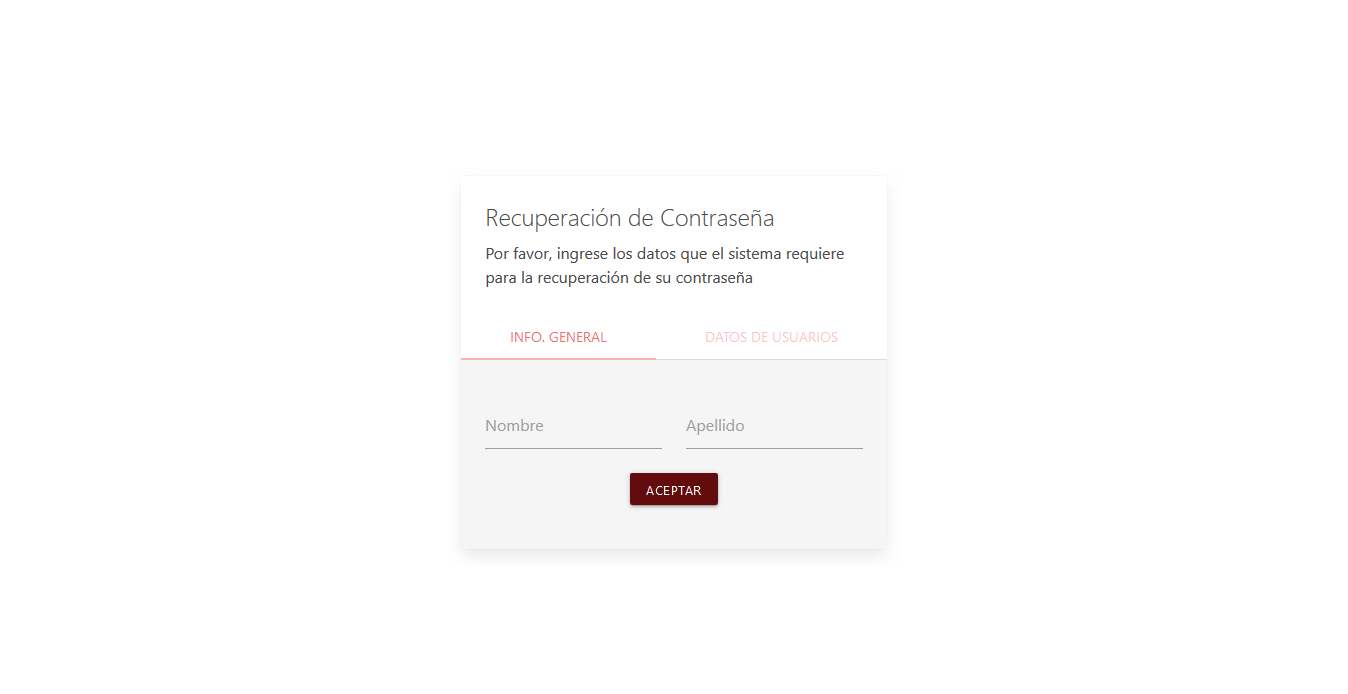 Recuperación de Contraseña
Por favor, ingrese los datos que el sistema requiere
para la recuperación de su contraseña
INFO. GENERAL
DATOS DE USUARIOS
Nombre
Apellido
ACEPTAR